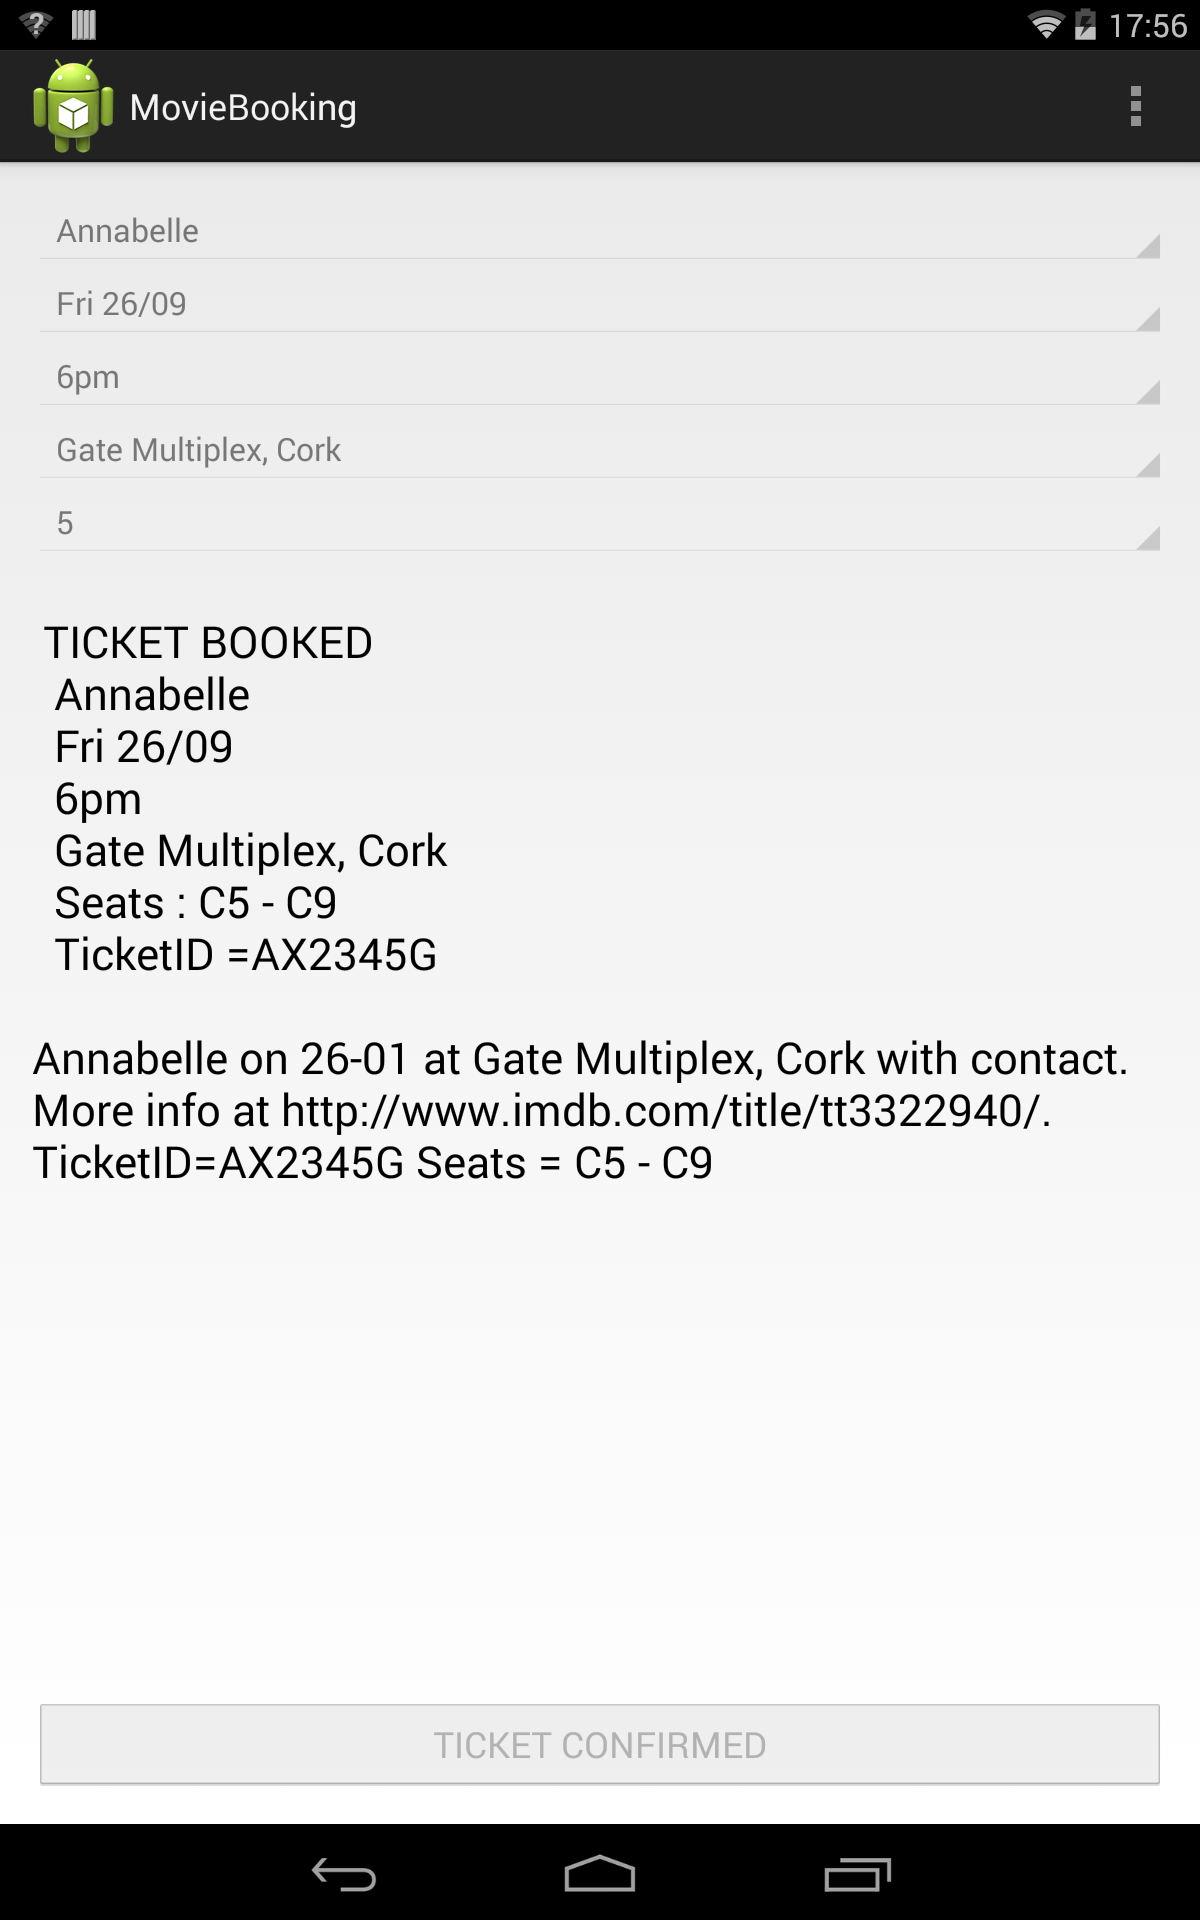 17:56
MovieBooking
Annabelle
Fri 26/09
6pm
Gate Multiplex, Cork
5
TICKET BOOKED
Annabelle
Fri 26/09
6pm
Gate Multiplex, Cork
Seats : C5 - C9
TicketID =AX2345G
Annabelle on 26-01 at Gate Multiplex, Cork with contact.
More info at http://www.imdb.com/title/tt3322940/.
TicketID=AX2345G Seats = C5 - C9
TICKET CONFIRMED